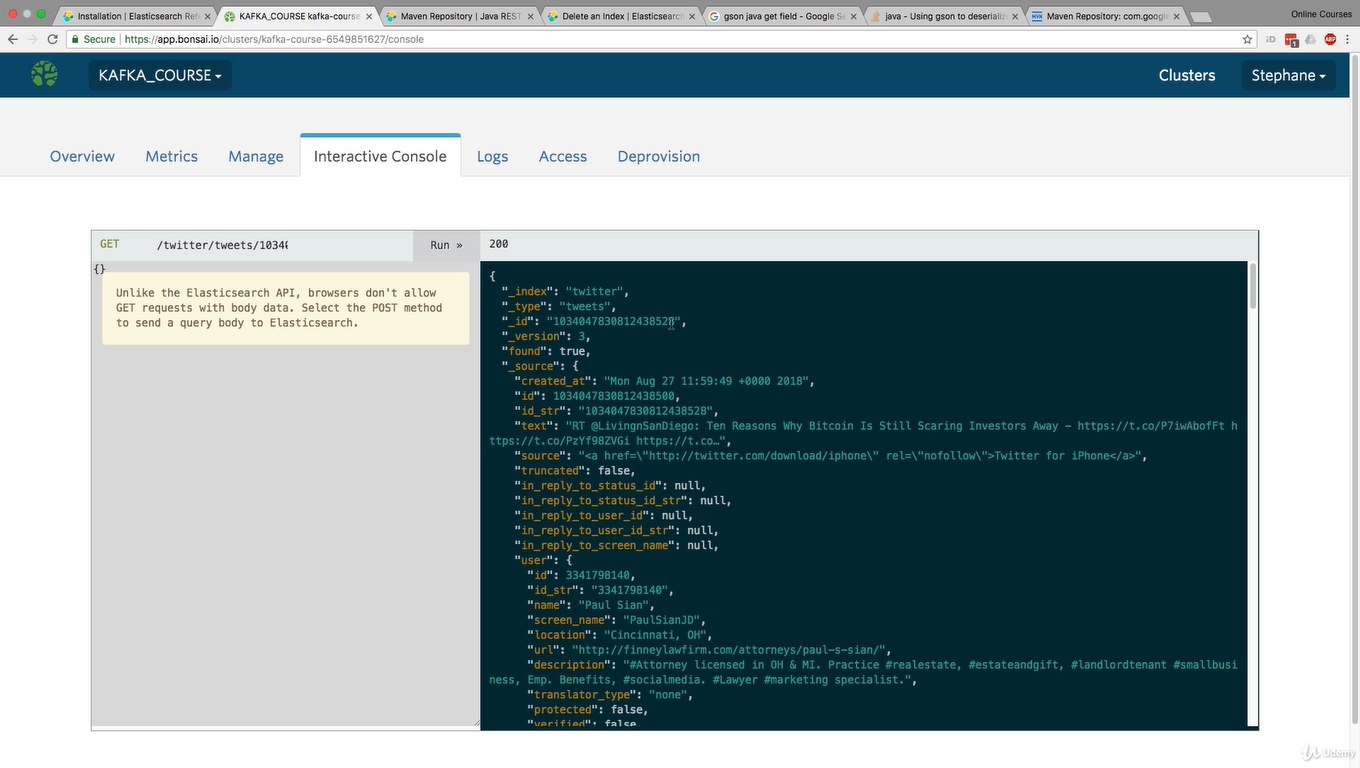 Installation | Elasticsearch Refe
KAFKA_COURSE kafka-course-
Maven Repository | Java REST
Delete an Index | Elasticsearch
gson java get field - Google Se
java - Using gson to deserialize
Maven Repository: com.google
Online Courses
Secure | https://app.bonsai.io/clusters/kafka-course-6549851627/console
KAFKA_COURSE
Clusters
Stephane
Overview
Metrics
Manage
Interactive Console
Logs
Access
Deprovision
GET
/twitter/tweets/10340
Run »
200
{}
Unlike the Elasticsearch API, browsers don't allow
GET requests with body data. Select the POST method
to send a query body to Elasticsearch.
{
"_index": "twitter",
"_type": "tweets",
"_id": "1034047830812438528",
"_version": 3,
"found": true,
"_source": {
"created_at": "Mon Aug 27 11:59:49 +0000 2018",
"id": 1034047830812438500,
"id_str": "1034047830812438528",
"text": "RT @LivingnSanDiego: Ten Reasons Why Bitcoin Is Still Scaring Investors Away - https://t.co/P7iwAbofFt h
ttps://t.co/PzYf98ZVGi https://t.co…",
"source": "<a href=\"http://twitter.com/download/iphone\" rel=\"nofollow\">Twitter for iPhone</a>",
"truncated": false,
"in_reply_to_status_id": null,
"in_reply_to_status_id_str": null,
"in_reply_to_user_id": null,
"in_reply_to_user_id_str": null,
"in_reply_to_screen_name": null,
"user": {
"id": 3341798140,
"id_str": "3341798140",
"name": "Paul Sian",
"screen_name": "PaulSianJD",
"location": "Cincinnati, OH",
"url": "http://finneylawfirm.com/attorneys/paul-s-sian/",
"description": "#Attorney licensed in OH & MI. Practice #realestate, #estateandgift, #landlordtenant #smallbusi
ness, Emp. Benefits, #socialmedia. #Lawyer #marketing specialist.",
"translator_type": "none",
"protected": false,
"verified": false,
Udemy